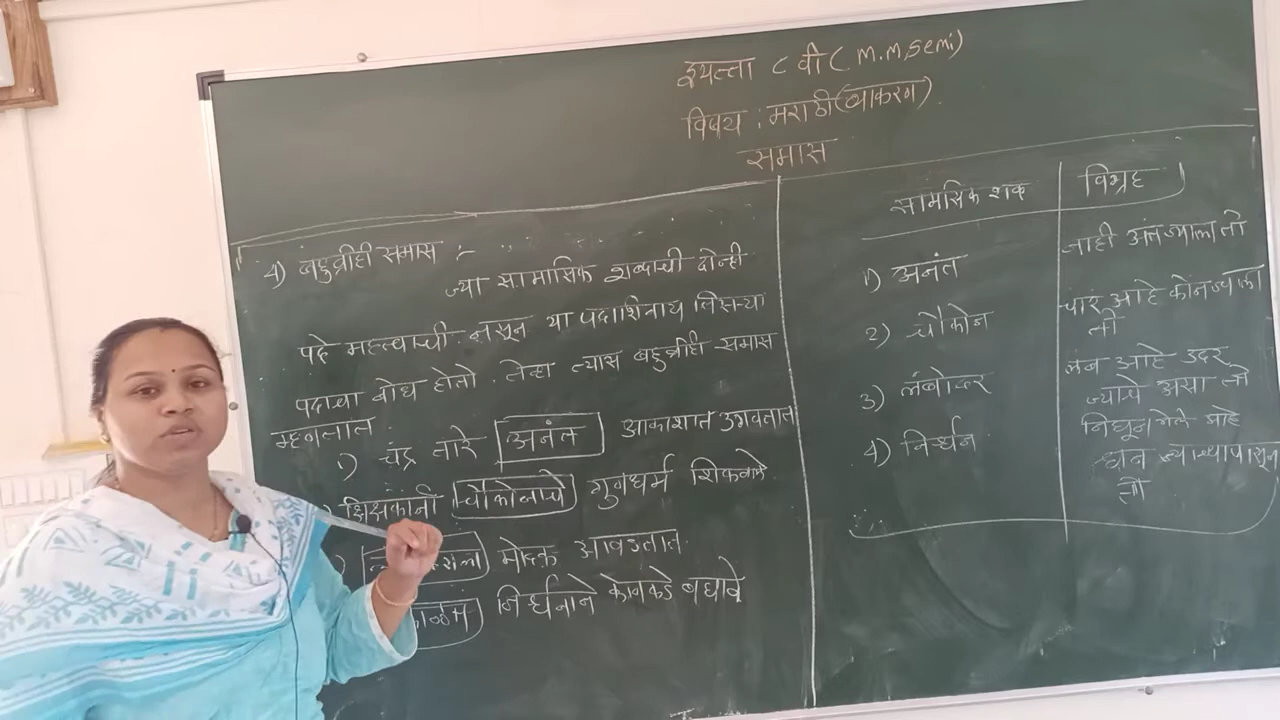 इयत्ता ८ वी ( M.M, Semi)
विषय : मराठी (व्याकरण).
समास
4) बहुव्रीही समास :-
ज्या सामासिक शब्दाची दोन्ही
पदे महत्वाची नसून या पदाशिवाय तिसऱ्या
पदाचा बोध होतो. तेव्हा त्यास बहुव्रीही समास
म्हणतात.
1) चंद्र तारे अनंत आकाशात उगवतात
शिक्षकांनी चौकोनाचे गुणधर्म शिकवले.
मोदक आवडतात.
निर्धनाने कोणाकडे बघावे
सामसिक शब्द
विग्रह
1) अनंत
नाही अंत ज्याला तो
2) चौकोन
चार आहे कोन ज्याला
तो
3) लंबोदर
लंब आहे उदर
ज्याचे असा तो
4) निर्धन
निघून गेले आहे
धन ज्याच्यापासून
तो